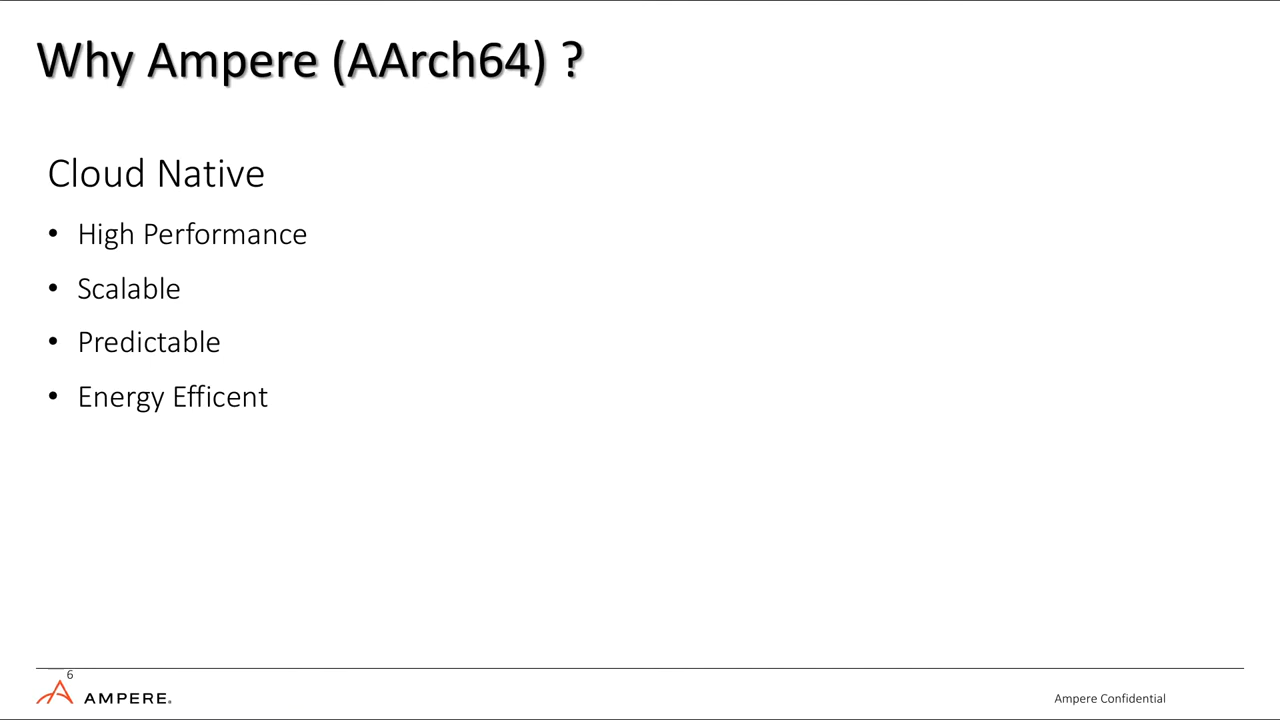 Why Ampere (AArch64) ?
Cloud Native
• High Performance
• Scalable
• Predictable
• Energy Efficent
6
AMPERE®
Ampere Confidential